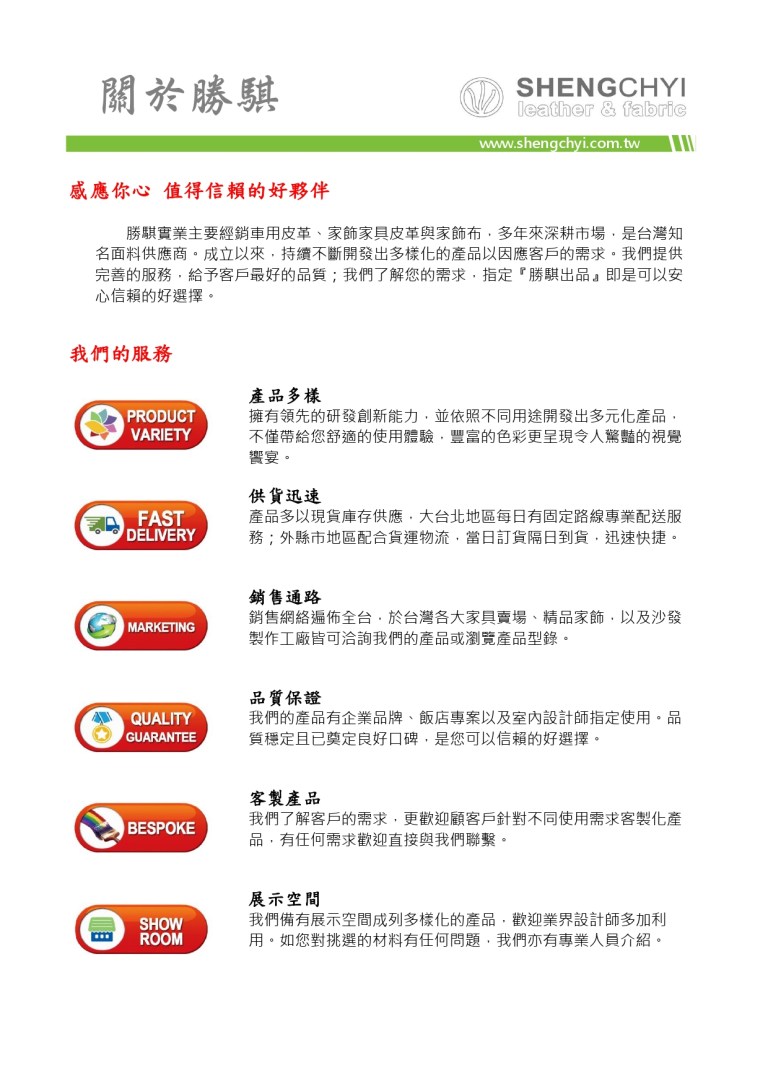 關於勝騏
SHENGCHYI
leather & fabric
www.shengchyi.com.tw
感應你心 值得信賴的好夥伴
勝騏實業主要經銷車用皮革、家飾家具皮革與家飾布，多年來深耕市場，是台灣知
名面料供應商。成立以來，持續不斷開發出多樣化的產品以因應客戶的需求。我們提供
完善的服務，給予客戶最好的品質；我們了解您的需求，指定『勝騏出品』即是可以安
心信賴的好選擇。
我們的服務
PRODUCT
VARIETY
產品多樣
擁有領先的研發創新能力，並依照不同用途開發出多元化產品，
不僅帶給您舒適的使用體驗，豐富的色彩更呈現令人驚豔的視覺
饗宴。
FAST
DELIVERY
供貨迅速
產品多以現貨庫存供應，大台北地區每日有固定路線專業配送服
務；外縣市地區配合貨運物流，當日訂貨隔日到貨，迅速快捷。
MARKETING
銷售通路
銷售網絡遍佈全台，於台灣各大家具賣場、精品家飾，以及沙發
製作工廠皆可洽詢我們的產品或瀏覽產品型錄。
QUALITY
GUARANTEE
品質保證
我們的產品有企業品牌、飯店專案以及室內設計師指定使用。品
質穩定且已奠定良好口碑，是您可以信賴的好選擇。
BESPOKE
客製產品
我們了解客戶的需求，更歡迎顧客戶針對不同使用需求客製化產
品，有任何需求歡迎直接與我們聯繫。
SHOW
ROOM
展示空間
我們備有展示空間成列多樣化的產品，歡迎業界設計師多加利
用。如您對挑選的材料有任何問題，我們亦有專業人員介紹。